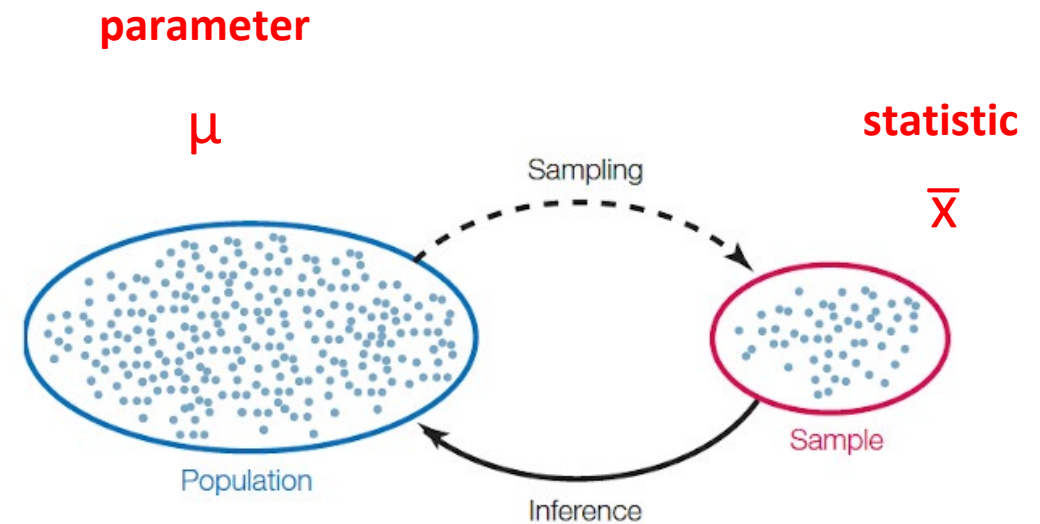 parameter
μ
statistic
x̅
Sampling
Population
Sample
Inference